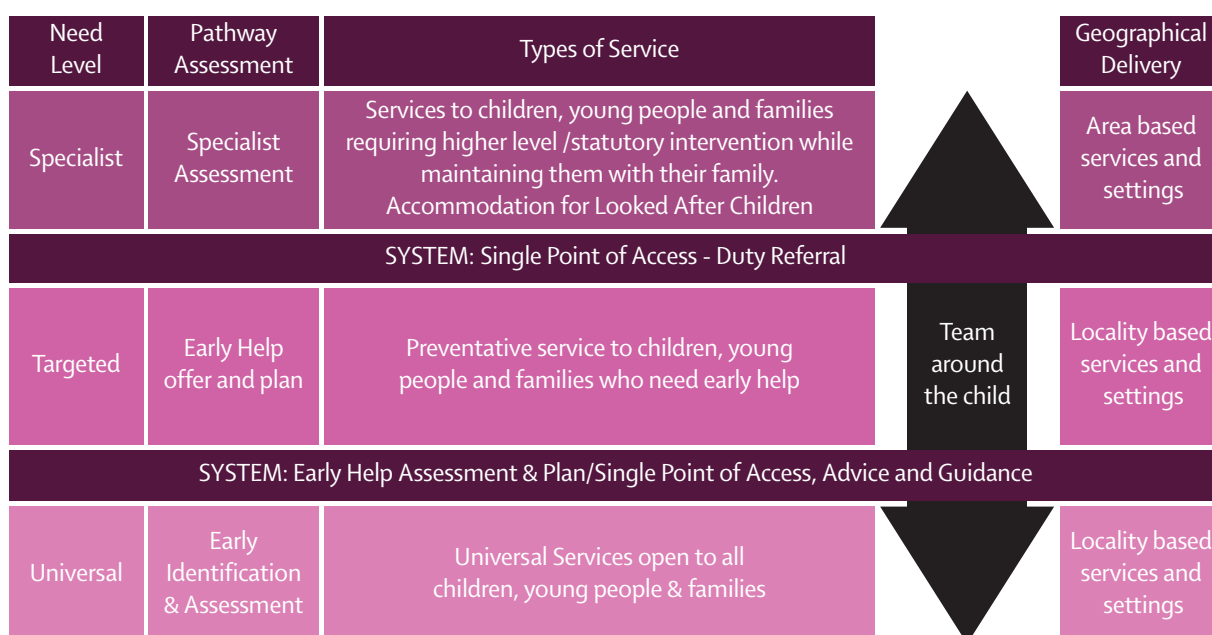 Need
Level
Pathway
Assessment
Types of Service
Geographical
Delivery
Specialist
Specialist
Assessment
Services to children, young people and families
requiring higher level /statutory intervention while
maintaining them with their family.
Accommodation for Looked After Children
Area based
services and
settings
SYSTEM: Single Point of Access - Duty Referral
Targeted
Early Help
offer and plan
Preventative service to children, young
people and families who need early help
Team
around
the child
Locality based
services and
settings
SYSTEM: Early Help Assessment & Plan/Single Point of Access, Advice and Guidance
Universal
Early
Identification
& Assessment
Universal Services open to all
children, young people & families
Locality based
services and
settings